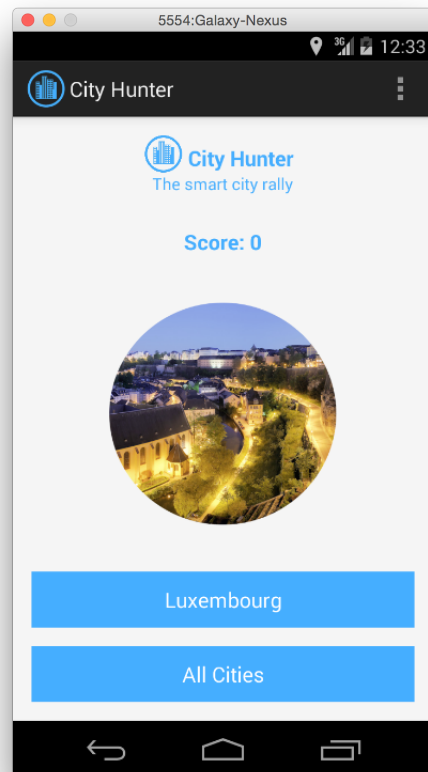 5554:Galaxy-Nexus
3G 12:33
City Hunter
City Hunter
The smart city rally
Score: 0
Luxembourg
All Cities